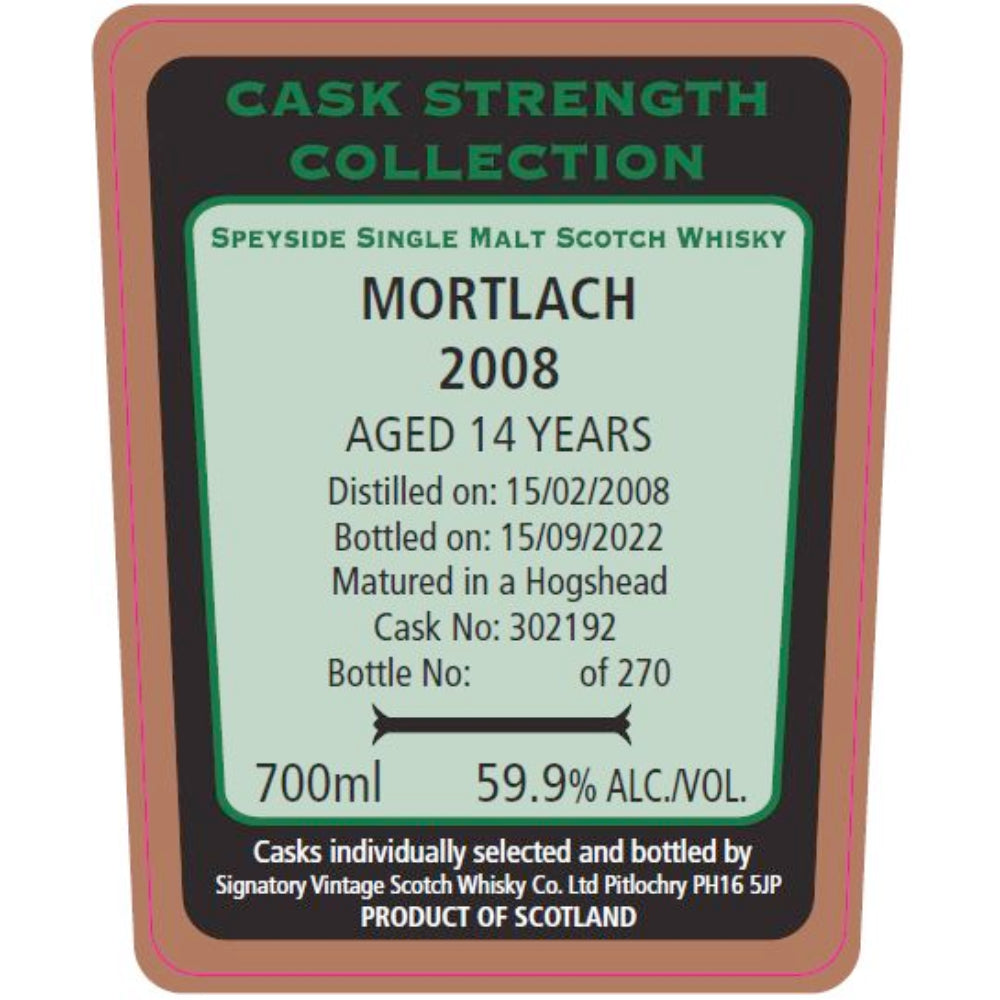 CASK STRENGTH
COLLECTION
SPEYSIDE SINGLE MALT SCOTCH WHISKY
MORTLACH
2008
AGED 14 YEARS
Distilled on: 15/02/2008
Bottled on: 15/09/2022
Matured in a Hogshead
Cask No: 302192
Bottle No: of 270
700ml 59.9% ALC./VOL.
Casks individually selected and bottled by
Signatory Vintage Scotch Whisky Co. Ltd Pitlochry PH16 5JP
PRODUCT OF SCOTLAND